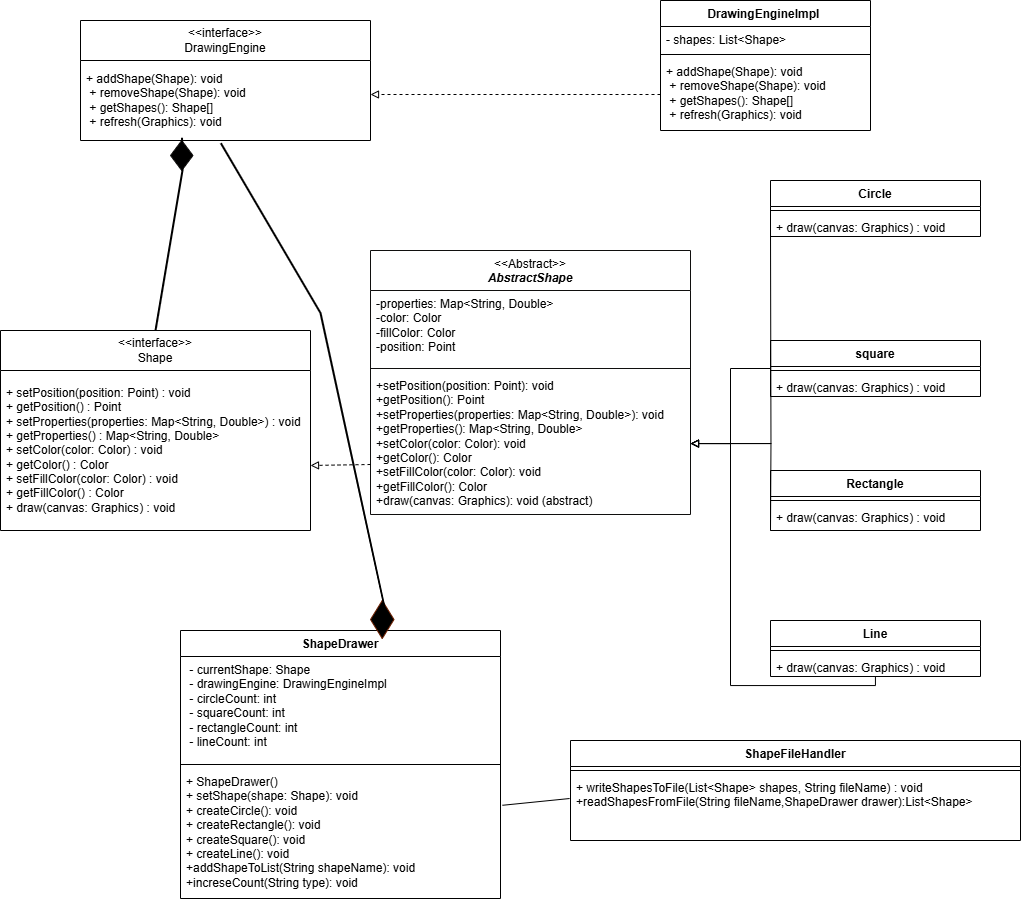 <<interface>>
DrawingEngine
+ addShape(Shape): void
+ removeShape(Shape): void
+ getShapes(): Shape[]
+ refresh(Graphics): void
DrawingEngineImpl
- shapes: List<Shape>
+ addShape(Shape): void
+ removeShape(Shape): void
+ getShapes(): Shape[]
+ refresh(Graphics): void
Circle
+ draw(canvas: Graphics) : void
<<Abstract>>
AbstractShape
-properties: Map<String, Double>
-color: Color
-fillColor: Color
-position: Point
+setPosition(position: Point): void
+getPosition(): Point
+setProperties(properties: Map<String, Double>): void
+getProperties(): Map<String, Double>
+setColor(color: Color): void
+getColor(): Color
+setFillColor(color: Color): void
+getFillColor(): Color
+draw(canvas: Graphics): void (abstract)
<<interface>>
Shape
+ setPosition(position: Point) : void
+ getPosition() : Point
+ setProperties(properties: Map<String, Double>) : void
+ getProperties() : Map<String, Double>
+ setColor(color: Color) : void
+ getColor() : Color
+ setFillColor(color: Color) : void
+ getFillColor() : Color
+ draw(canvas: Graphics) : void
square
+ draw(canvas: Graphics) : void
Rectangle
+ draw(canvas: Graphics) : void
Line
+ draw(canvas: Graphics) : void
ShapeDrawer
- currentShape: Shape
- drawingEngine: DrawingEngineImpl
- circleCount: int
- squareCount: int
- rectangleCount: int
- lineCount: int
+ ShapeDrawer()
+ setShape(shape: Shape): void
+ createCircle(): void
+ createRectangle(): void
+ createSquare(): void
+ createLine(): void
+addShapeToList(String shapeName): void
+increseCount(String type): void
ShapeFileHandler
+ writeShapesToFile(List<Shape> shapes, String fileName) : void
+readShapesFromFile(String fileName,ShapeDrawer drawer):List<Shape>